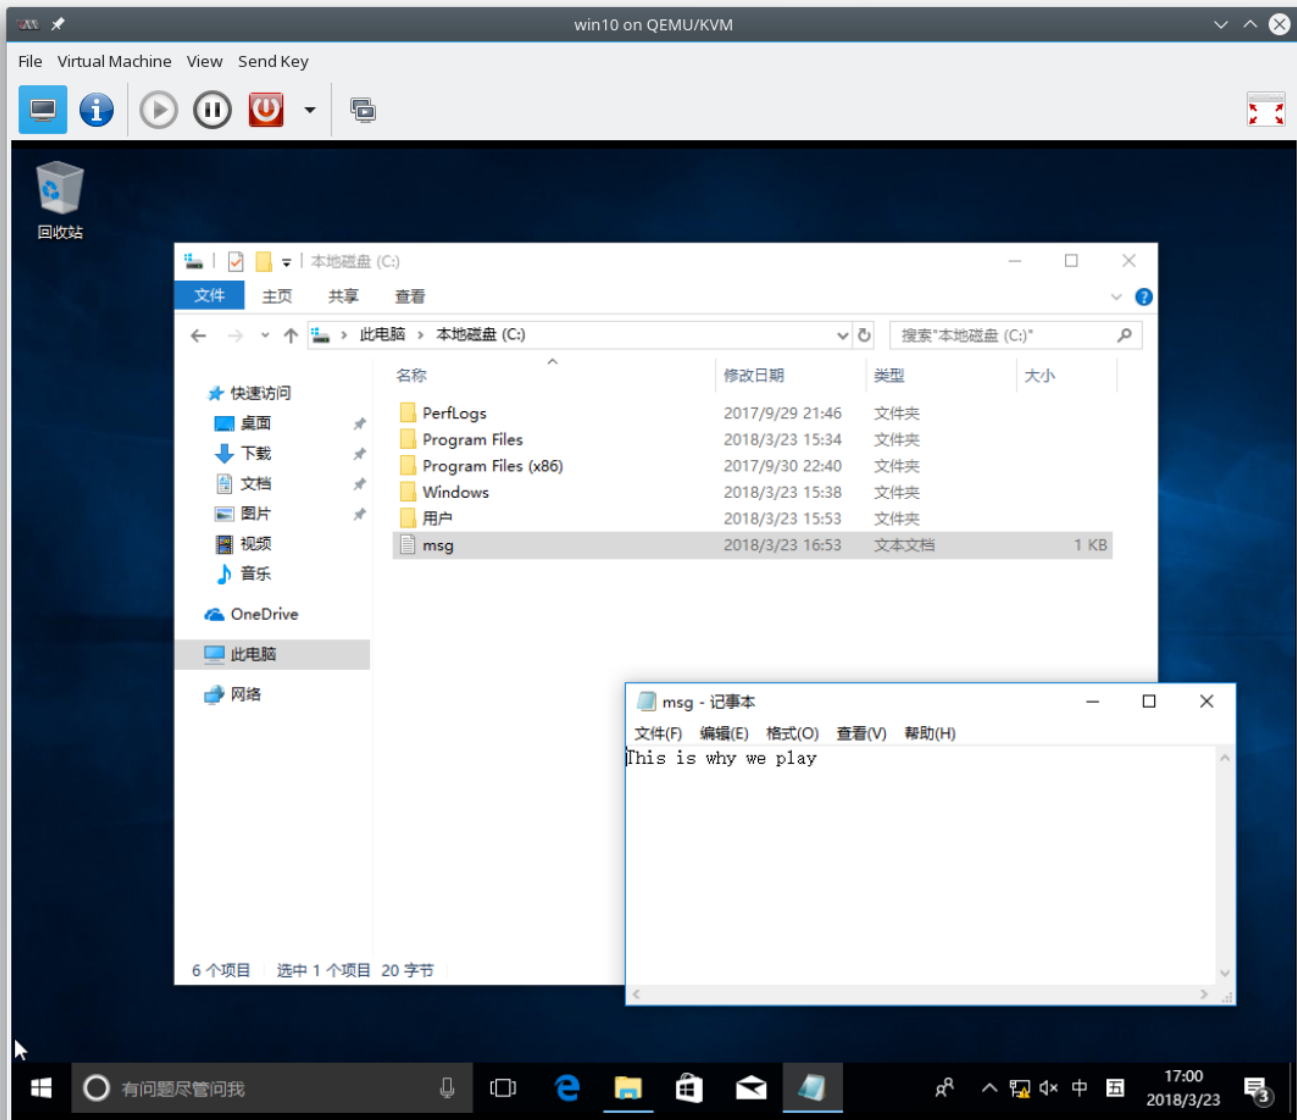 win10 on QEMU/KVM
File Virtual Machine View Send Key
回收站
本地磁盘 (C:)
文件 主页 共享 查看
此电脑 本地磁盘 (C:) 搜索"本地磁盘 (C:)"
名称 修改日期 类型 大小
快速访问
桌面
下载
文档
图片
视频
音乐
OneDrive
此电脑
网络
PerfLogs 2017/9/29 21:46 文件夹
Program Files 2018/3/23 15:34 文件夹
Program Files (x86) 2017/9/30 22:40 文件夹
Windows 2018/3/23 15:38 文件夹
用户 2018/3/23 15:53 文件夹
msg 2018/3/23 16:53 文本文档 1 KB
6 个项目 选中 1 个项目 20 字节
msg - 记事本
文件(F) 编辑(E) 格式(O) 查看(V) 帮助(H)
This is why we play
有问题尽管问我
中 五 17:00
2018/3/23
3